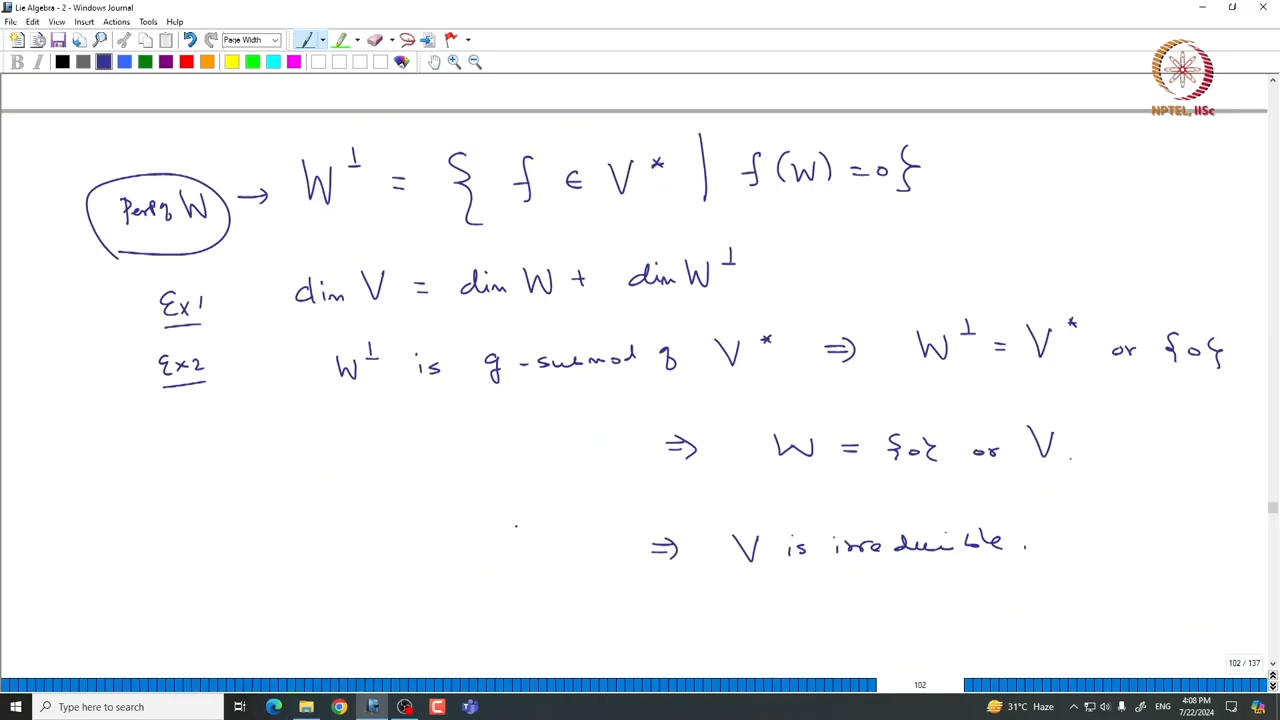 Lie Algebra - 2 - Windows Journal
File Edit View Insert Actions Tools Help
Page Width
B I
NPTEL, IISc
Perp of W → W^⊥ = { f ∈ V* | f(W) = 0 }
Ex1 dim V = dim W + dim W^⊥
Ex2 W^⊥ is g-submod of V* ⇒ W^⊥ = V* or {0}
⇒ W = {0} or V.
⇒ V is irreducible.
102 / 137
102
Type here to search
31°C Haze
ENG
4:08 PM
7/22/2024